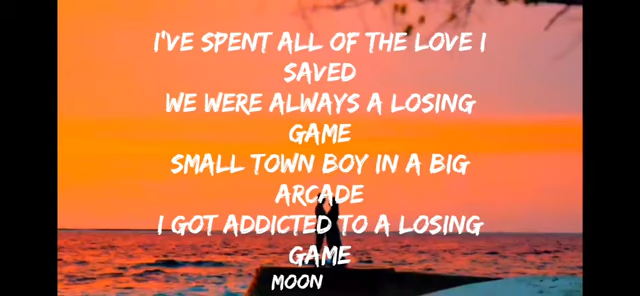 I'VE SPENT ALL OF THE LOVE I
SAVED
WE WERE ALWAYS A LOSING
GAME
SMALL TOWN BOY IN A BIG
ARCADE
I GOT ADDICTED TO A LOSING
GAME
MOON